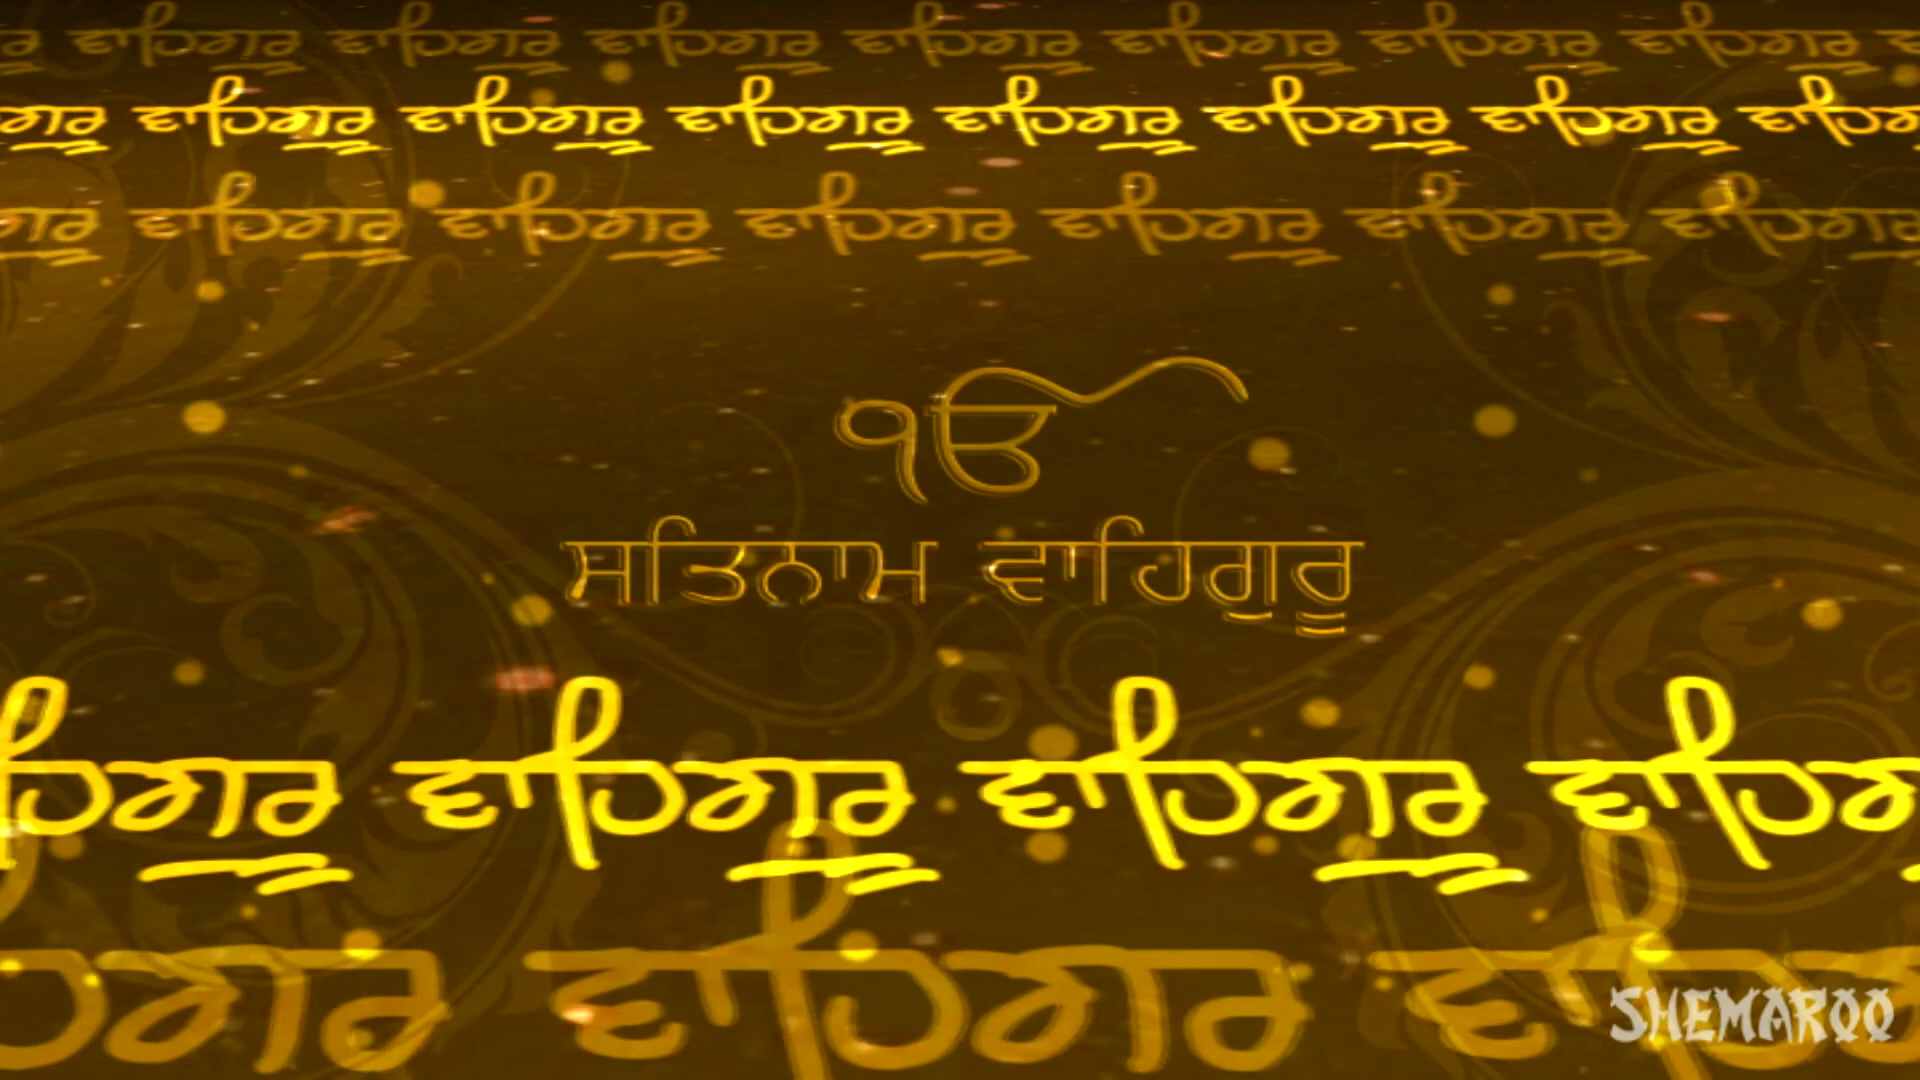 ਵਾਹਿਗੁਰੂ ਵਾਹਿਗੁਰੂ ਵਾਹਿਗੁਰੂ ਵਾਹਿਗੁਰੂ ਵਾਹਿਗੁਰੂ ਵਾਹਿਗੁਰੂ ਵਾਹਿਗੁਰੂ
ਵਾਹਿਗੁਰੂ ਵਾਹਿਗੁਰੂ ਵਾਹਿਗੁਰੂ ਵਾਹਿਗੁਰੂ ਵਾਹਿਗੁਰੂ ਵਾਹਿਗੁਰੂ
ਵਾਹਿਗੁਰੂ ਵਾਹਿਗੁਰੂ ਵਾਹਿਗੁਰੂ ਵਾਹਿਗੁਰੂ ਵਾਹਿਗੁਰੂ
ੴ
ਸਤਿਨਾਮ ਵਾਹਿਗੁਰੂ
ਵਾਹਿਗੁਰੂ ਵਾਹਿਗੁਰੂ
ਵਾਹਿਗੁਰੂ
SHEMAROO